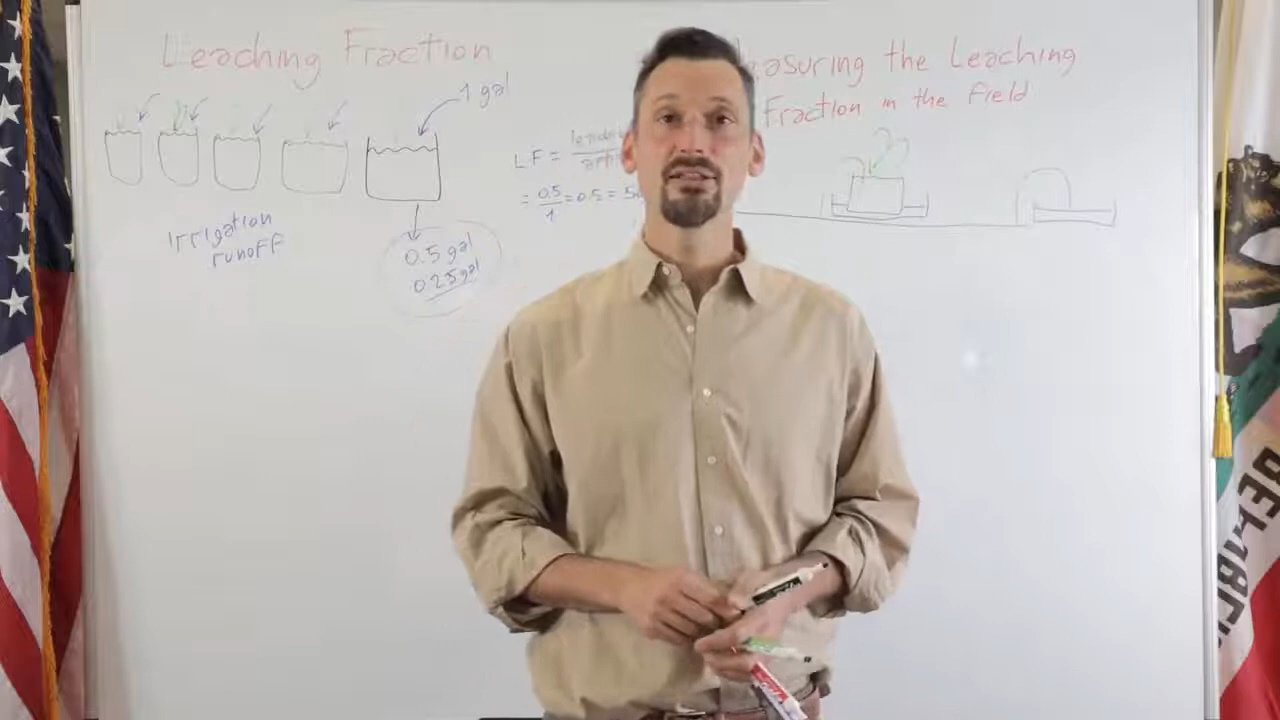 Leaching Fraction
1 gal
Irrigation
runoff
0.5 gal
0.25 gal
LF =
= 0.5 = 0.5 =
1
the Leaching
Fraction in the field